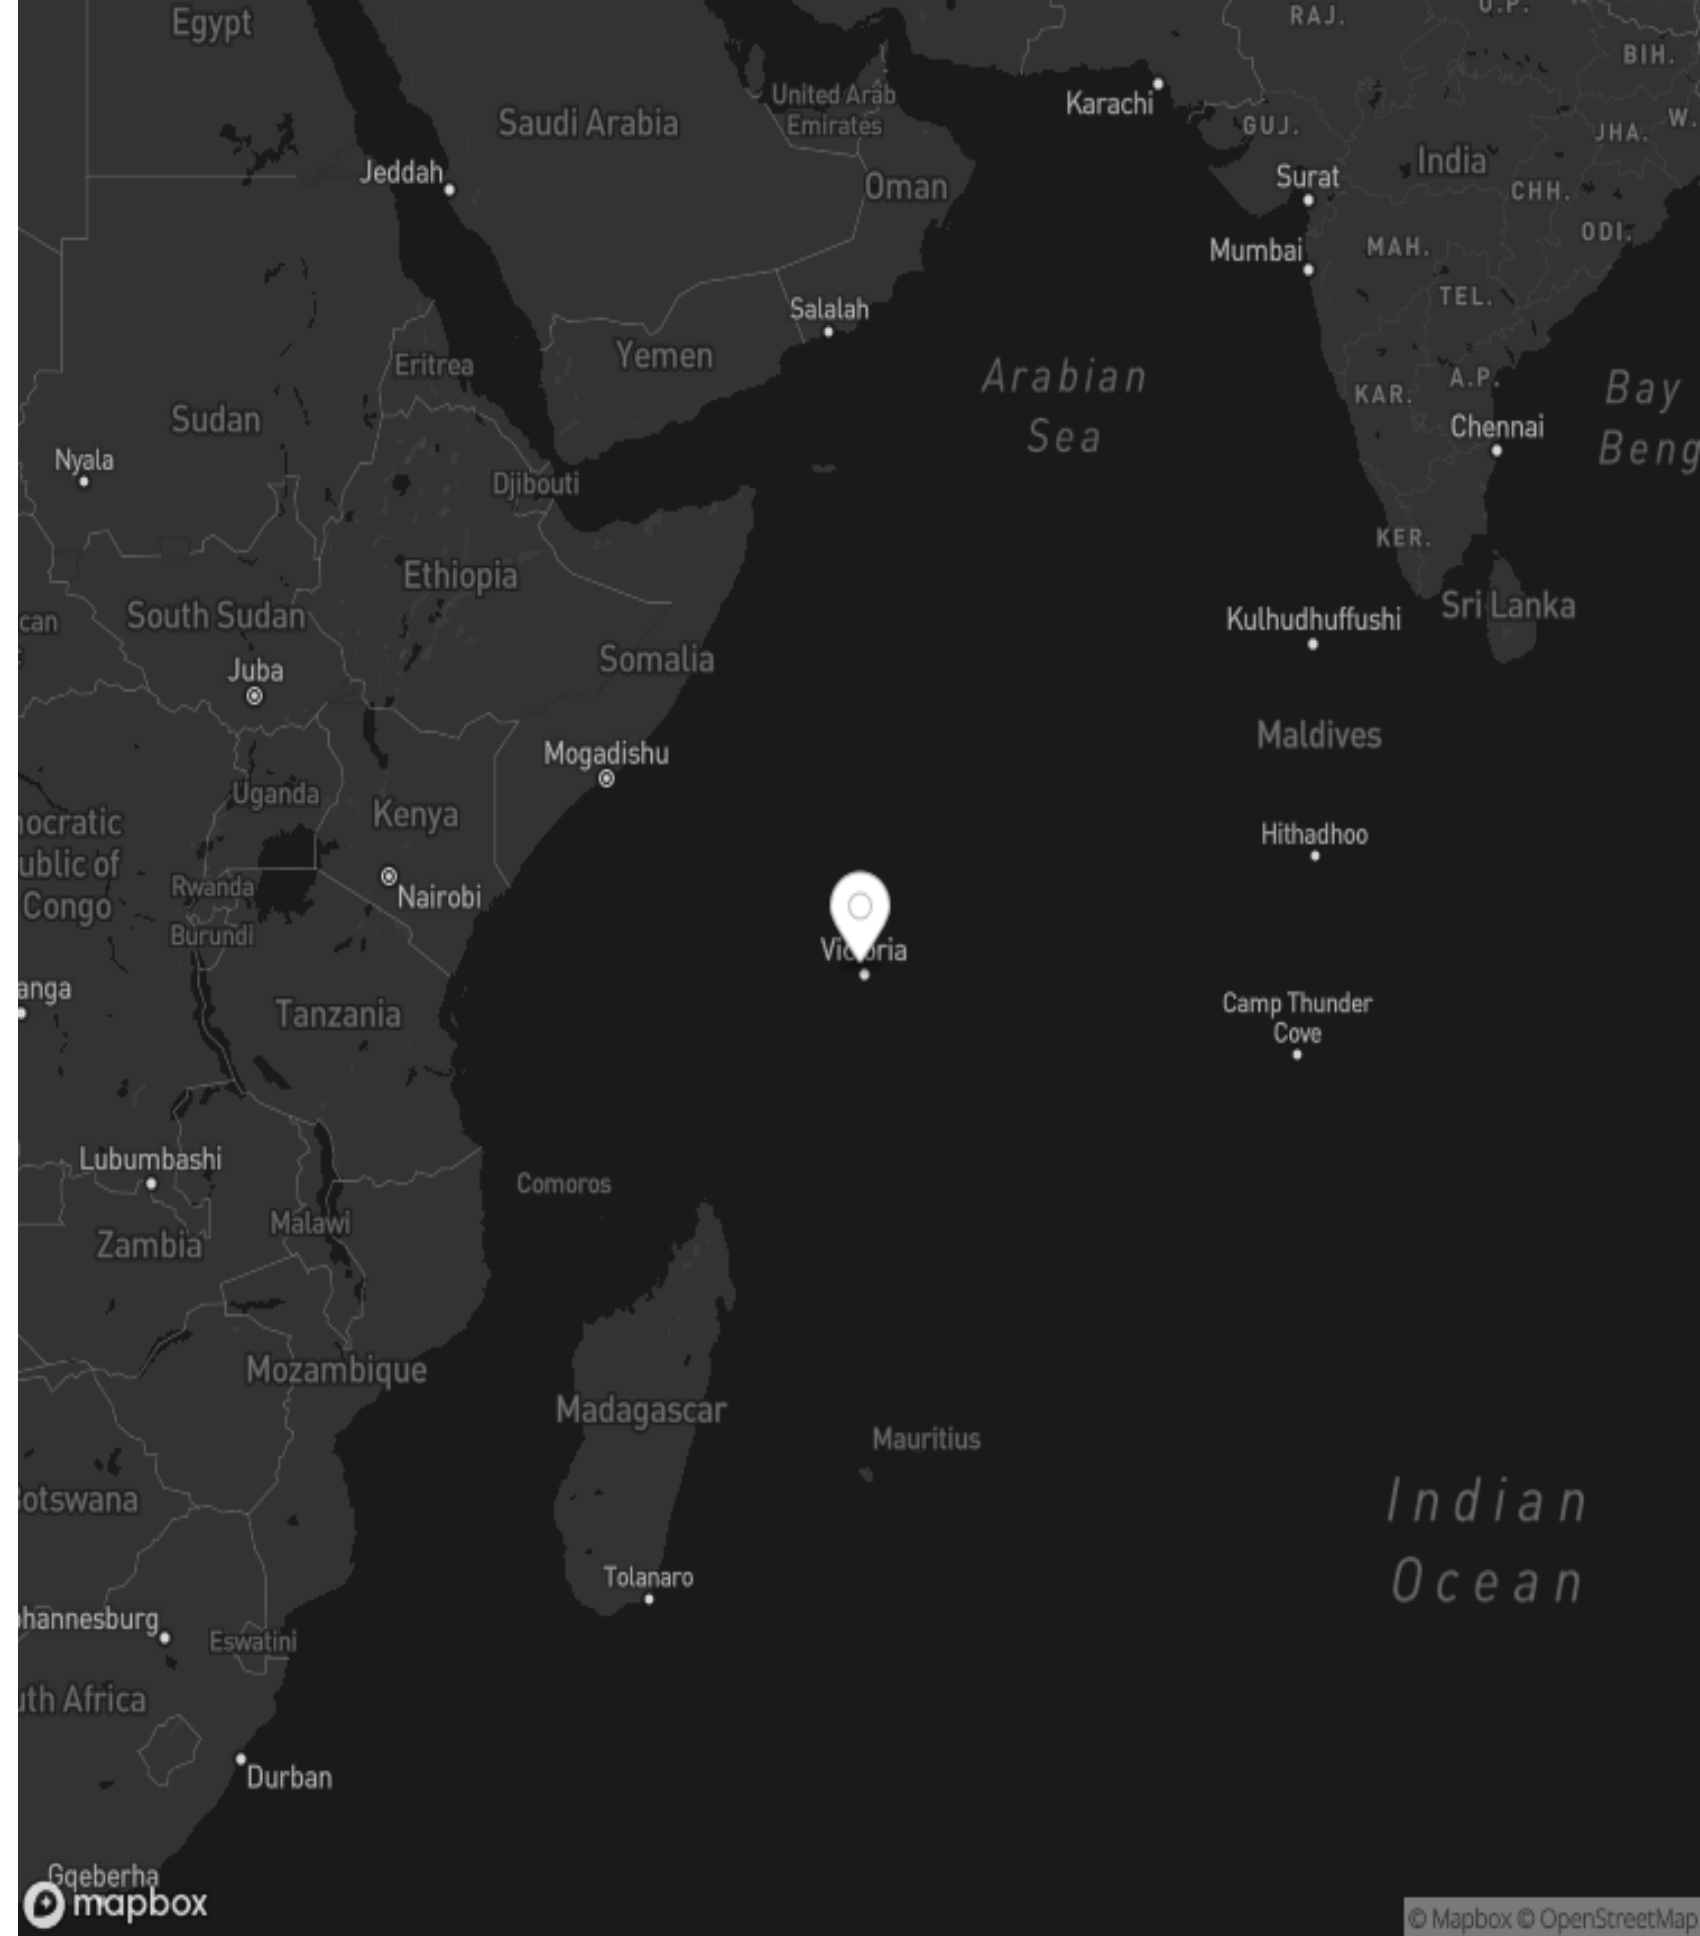 Egypt
RAJ.
BIH.
United Arab
Emirates
Saudi Arabia
Karachi
GUJ.
JHA.
W.
India
Jeddah
Surat
CHH.
Oman
ODI.
Mumbai
MAH.
TEL.
Salalah
Yemen
Eritrea
Arabian
Sea
A.P.
KAR.
Bay
Beng
Sudan
Chennai
Nyala
Djibouti
KER.
Ethiopia
South Sudan
can
Kulhudhuffushi
Sri Lanka
Somalia
Juba
Maldives
Mogadishu
Uganda
Kenya
ocratic
ublic of
Congo
Hithadhoo
Rwanda
Nairobi
Burundi
Victoria
anga
Tanzania
Camp Thunder
Cove
Lubumbashi
Comoros
Malawi
Zambia
Mozambique
Madagascar
Mauritius
otswana
Indian
Ocean
Tolanaro
hannesburg
Eswatini
uth Africa
Durban
Gqeberha
mapbox
© Mapbox © OpenStreetMap